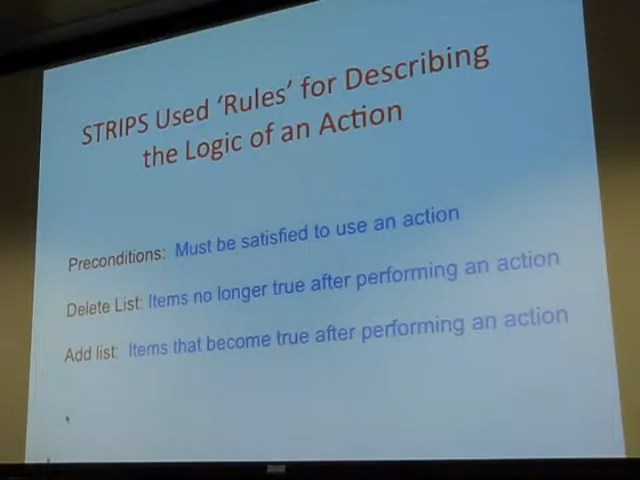 STRIPS Used ‘Rules’ for Describing
the Logic of an Action
Preconditions: Must be satisfied to use an action
Delete List: Items no longer true after performing an action
Add list: Items that become true after performing an action